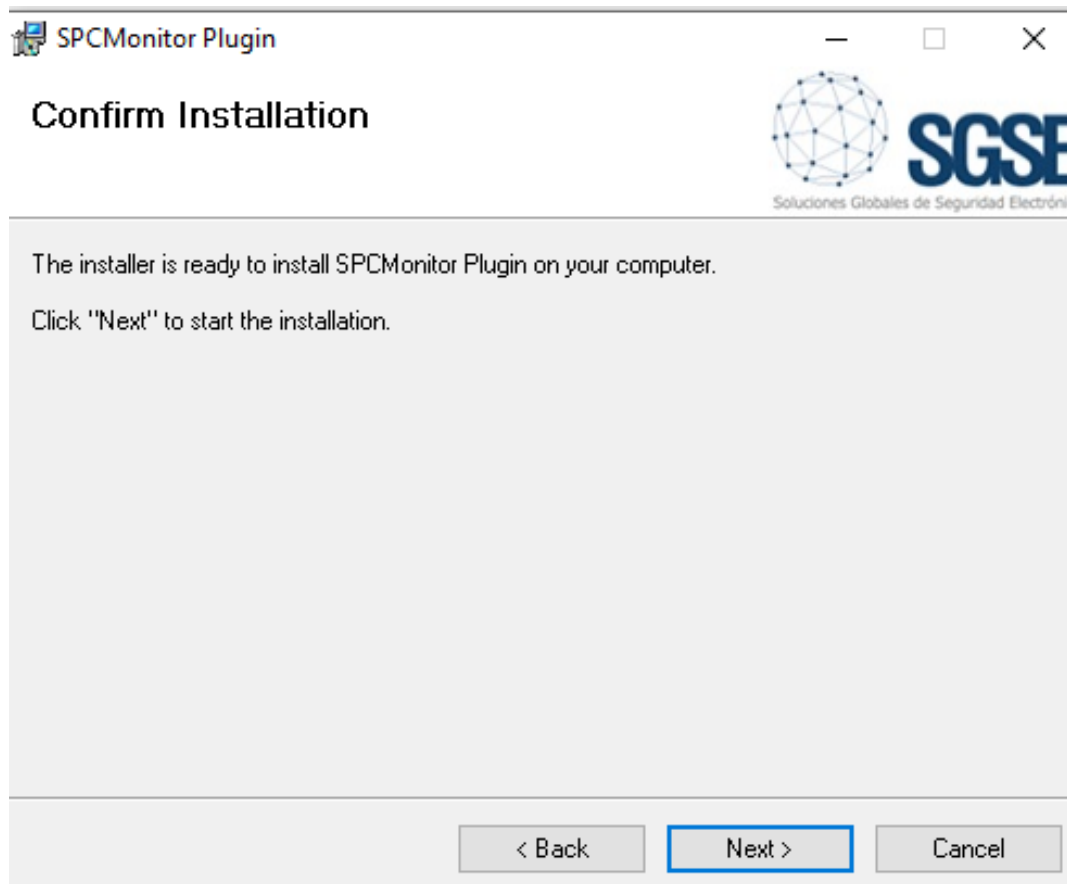 SPCMonitor Plugin
Confirm Installation
SGSE
Soluciones Globales de Seguridad
The installer is ready to install SPCMonitor Plugin on your computer.
Click "Next" to start the installation.
< Back
Next >
Cancel